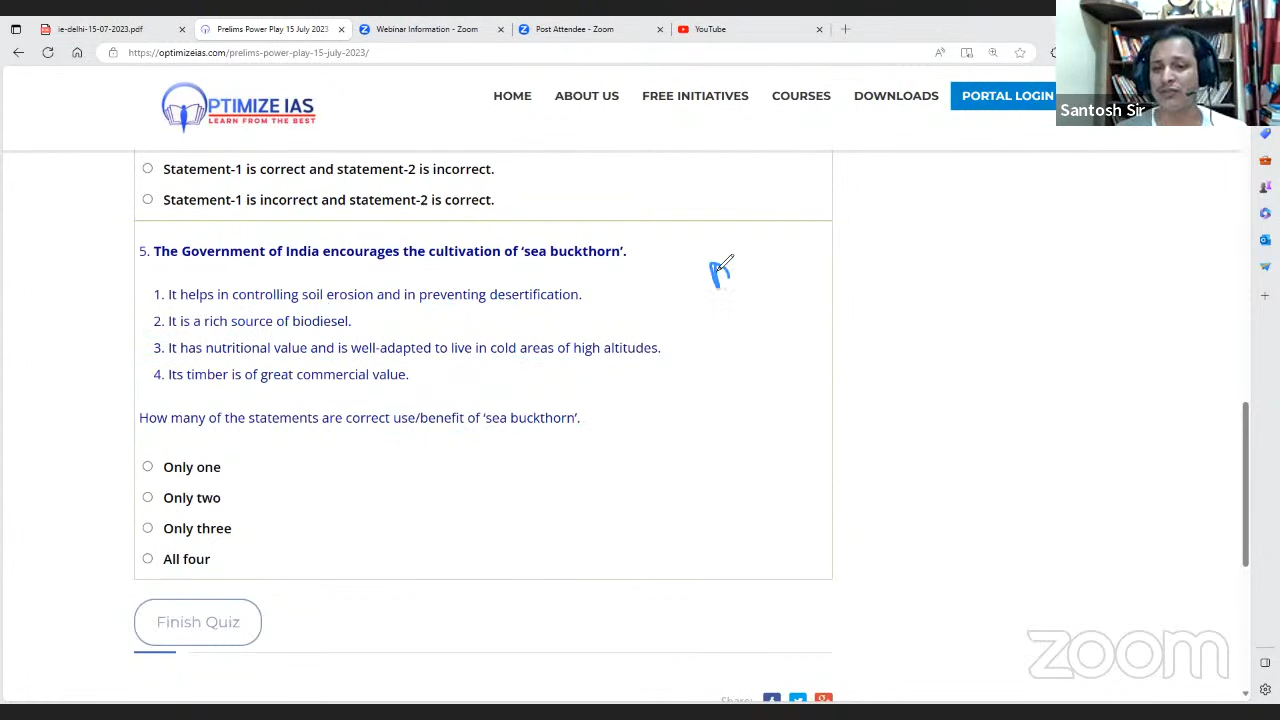 ie-delhi-15-07-2023.pdf
Prelims Power Play 15 July 2023
Webinar Information - Zoom
Post Attendee - Zoom
YouTube
https://optimizeias.com/prelims-power-play-15-july-2023/
OPTIMIZE IAS
LEARN FROM THE BEST
HOME ABOUT US FREE INITIATIVES COURSES DOWNLOADS PORTAL LOGIN
Santosh Sir
Statement-1 is correct and statement-2 is incorrect.
Statement-1 is incorrect and statement-2 is correct.
5. The Government of India encourages the cultivation of ‘sea buckthorn’.
1. It helps in controlling soil erosion and in preventing desertification.
2. It is a rich source of biodiesel.
3. It has nutritional value and is well-adapted to live in cold areas of high altitudes.
4. Its timber is of great commercial value.
How many of the statements are correct use/benefit of ‘sea buckthorn’.
Only one
Only two
Only three
All four
Finish Quiz
Share:
zoom